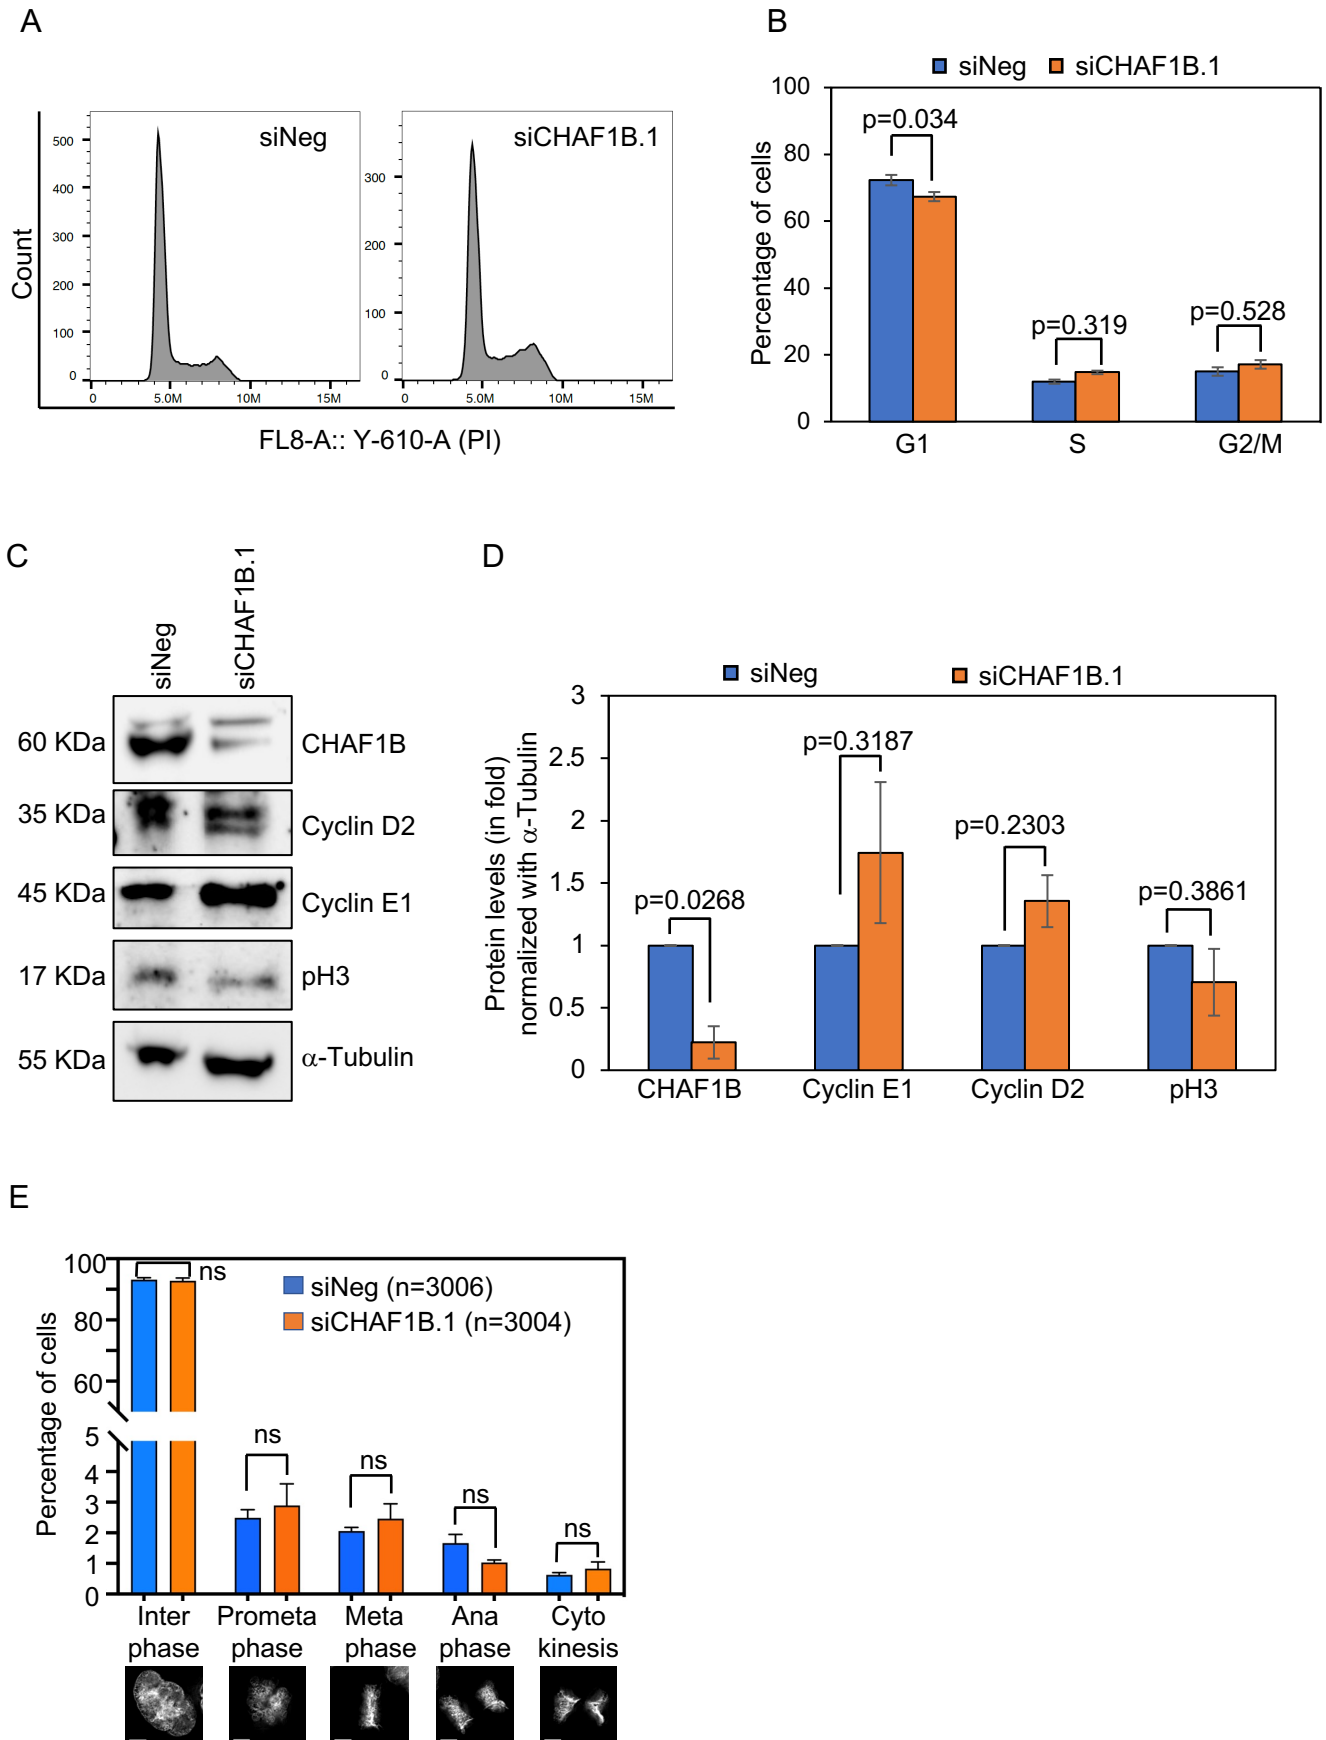 A
siNeg
siCHAF1B.1
500
400
300
200
100
0
300
200
100
0
Count
0 5.0M 10M 15M
0 5.0M 10M 15M
FL8-A:: Y-610-A (PI)
B
siNeg siCHAF1B.1
Percentage of cells
100
80
60
40
20
0
p=0.034
p=0.319
p=0.528
G1 S G2/M
C
siNeg
siCHAF1B.1
60 KDa CHAF1B
35 KDa Cyclin D2
45 KDa Cyclin E1
17 KDa pH3
55 KDa α-Tubulin
D
siNeg siCHAF1B.1
Protein levels (in fold)
normalized with α-Tubulin
3
2.5
2
1.5
1
0.5
0
p=0.0268
p=0.3187
p=0.2303
p=0.3861
CHAF1B Cyclin E1 Cyclin D2 pH3
E
Percentage of cells
100
80
60
5
4
3
2
1
0
siNeg (n=3006)
siCHAF1B.1 (n=3004)
ns
ns
ns
ns
ns
Inter Prometa Meta Ana Cyto
phase phase phase phase kinesis